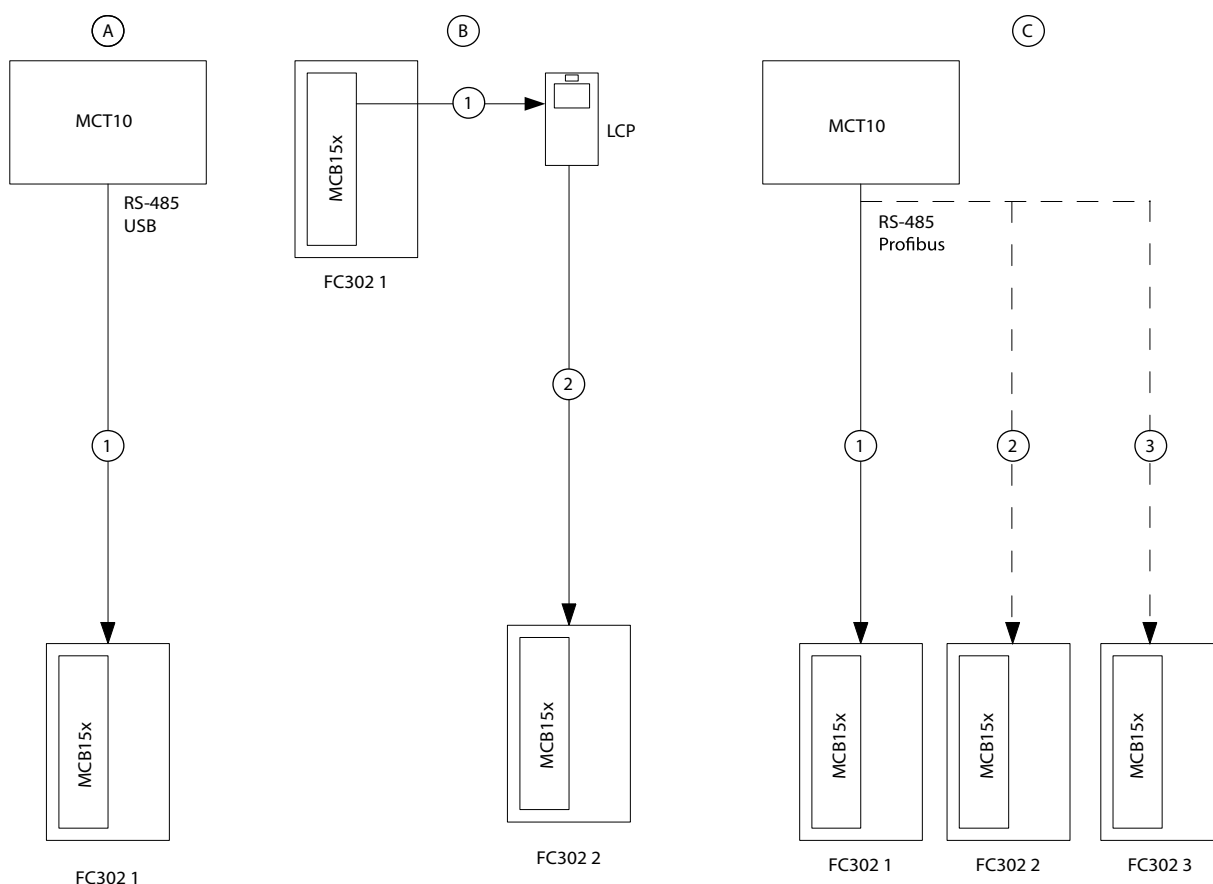 A
MCT10
RS-485
USB
1
MCB15x
FC302 1
B
MCB15x
FC302 1
1
LCP
2
MCB15x
FC302 2
C
MCT10
RS-485
Profibus
1
2
3
MCB15x
MCB15x
MCB15x
FC302 1
FC302 2
FC302 3